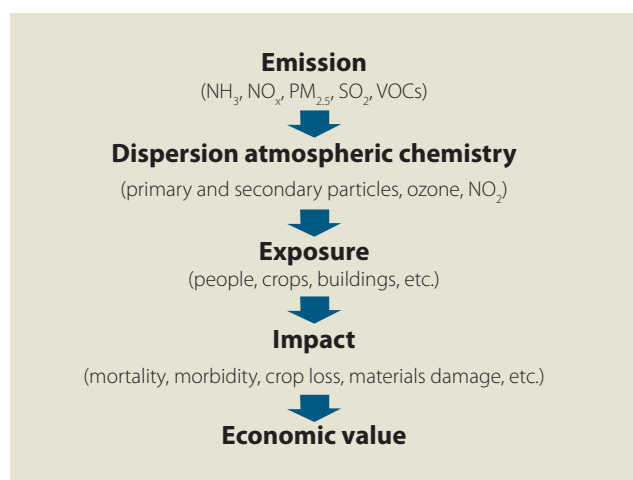 Emission
(NH₃, NOₓ, PM₂.₅, SO₂, VOCs)
Dispersion atmospheric chemistry
(primary and secondary particles, ozone, NO₂)
Exposure
(people, crops, buildings, etc.)
Impact
(mortality, morbidity, crop loss, materials damage, etc.)
Economic value